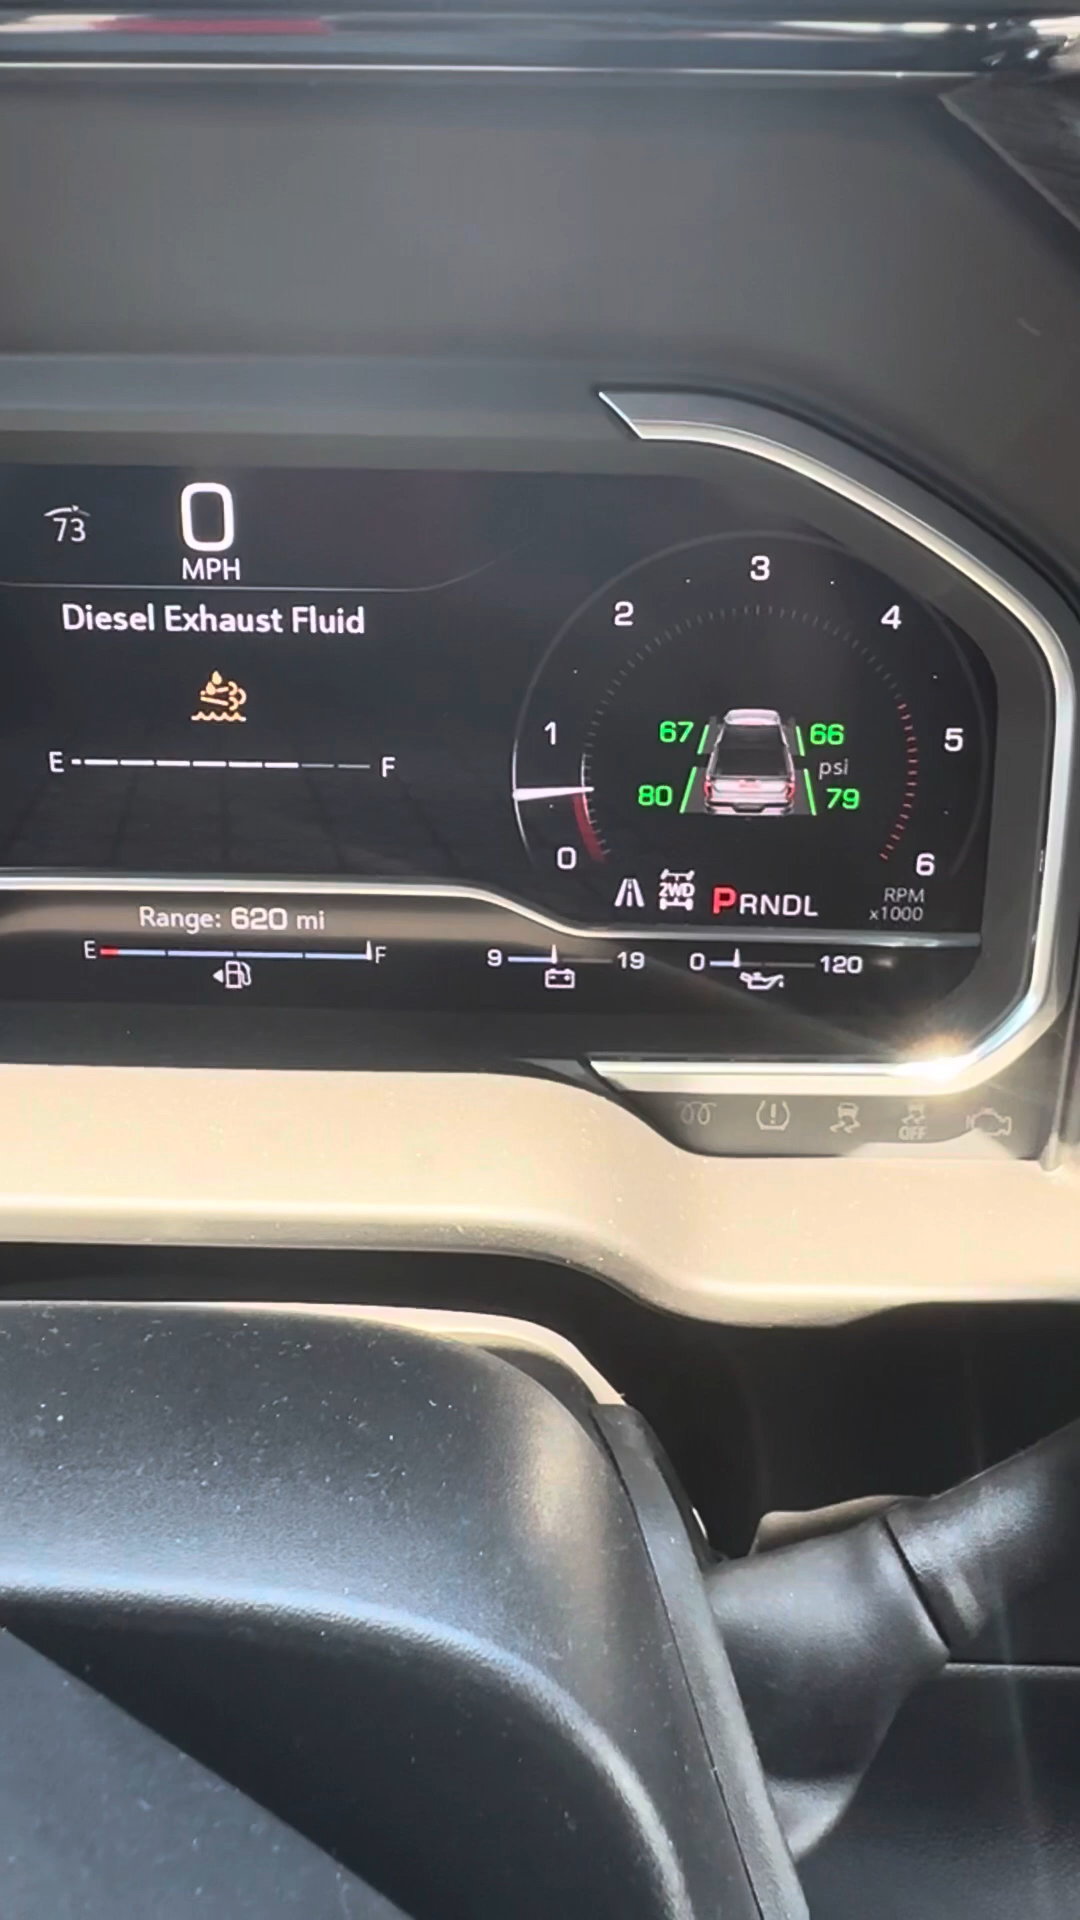 73
0
MPH
Diesel Exhaust Fluid
E F
3
2 4
1 5
0 6
67 66
psi
80 79
2WD
PRNDL
RPM
x1000
Range: 620 mi
E F
9 19
0 120
OFF